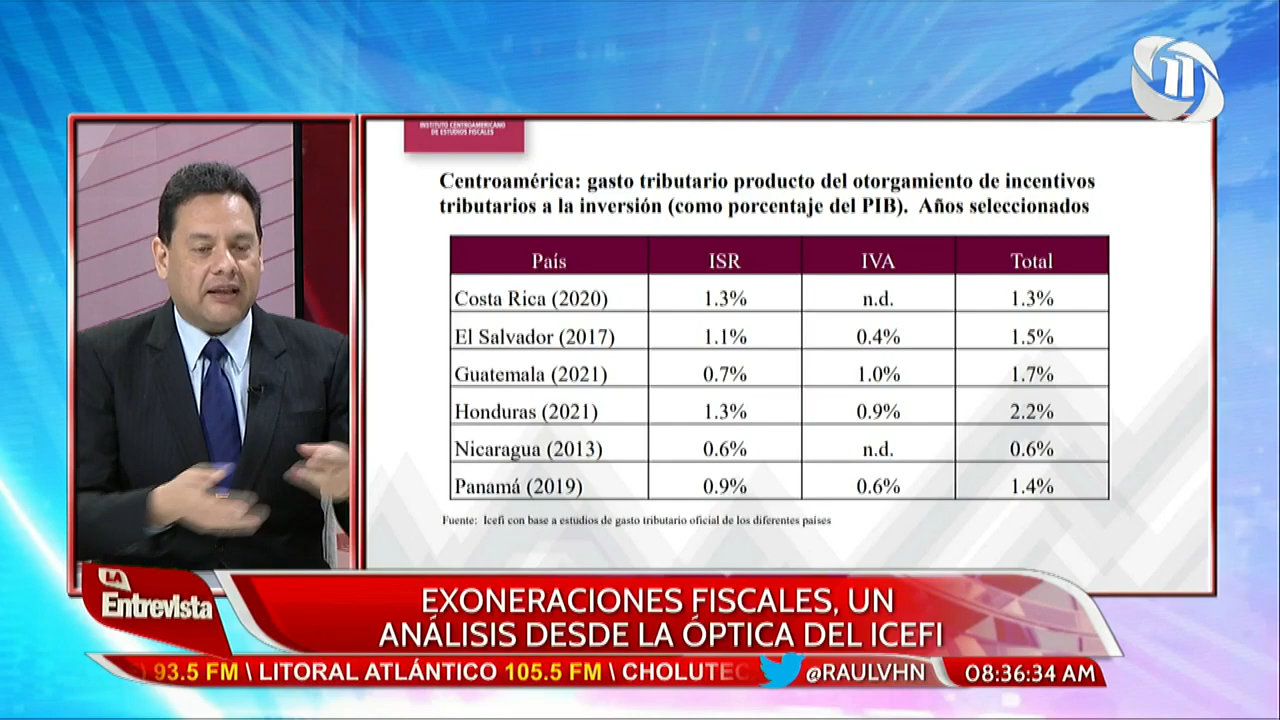 11
INSTITUTO CENTROAMERICANO
DE ESTUDIOS FISCALES
Centroamérica: gasto tributario producto del otorgamiento de incentivos
tributarios a la inversión (como porcentaje del PIB). Años seleccionados
País ISR IVA Total
Costa Rica (2020) 1.3% n.d. 1.3%
El Salvador (2017) 1.1% 0.4% 1.5%
Guatemala (2021) 0.7% 1.0% 1.7%
Honduras (2021) 1.3% 0.9% 2.2%
Nicaragua (2013) 0.6% n.d. 0.6%
Panamá (2019) 0.9% 0.6% 1.4%
Fuente: Icefi con base a estudios de gasto tributario oficial de los diferentes países
LA
Entrevista
EXONERACIONES FISCALES, UN
ANÁLISIS DESDE LA ÓPTICA DEL ICEFI
) 93.5 FM \ LITORAL ATLÁNTICO 105.5 FM \ CHOLUTEC
@RAULVHN
08:36:34 AM